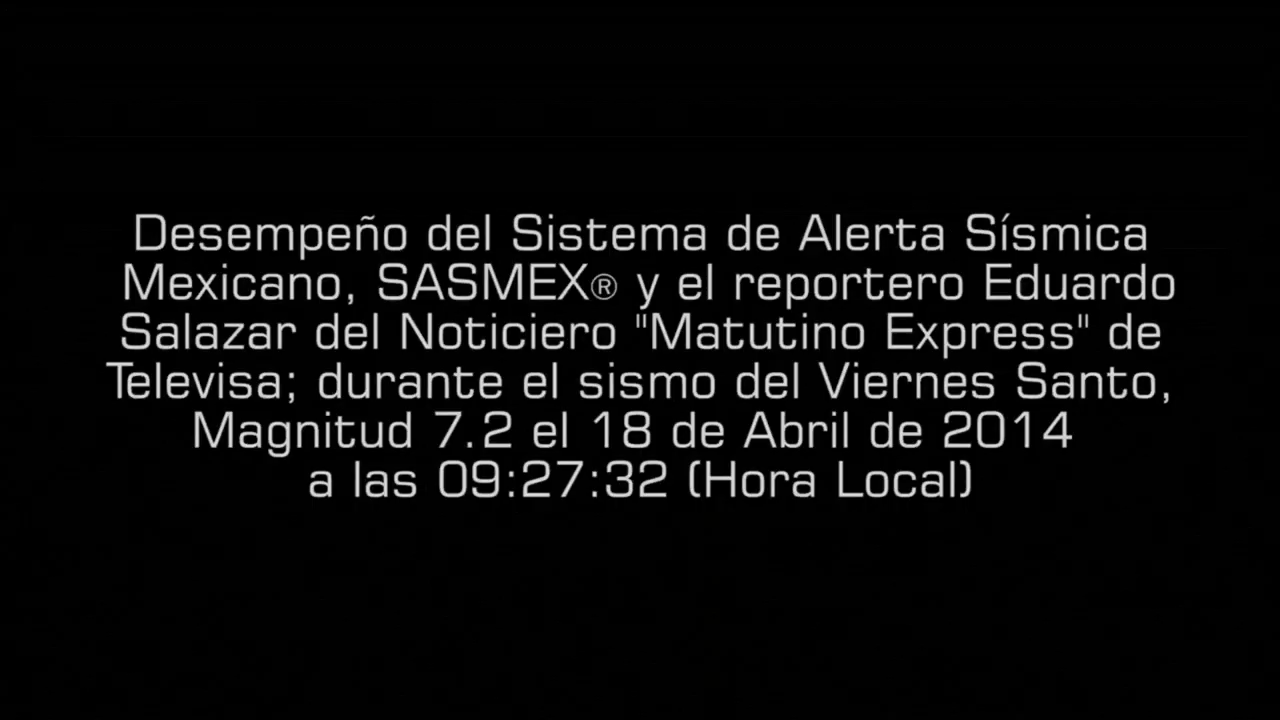 Desempeño del Sistema de Alerta Sísmica
Mexicano, SASMEX® y el reportero Eduardo
Salazar del Noticiero "Matutino Express" de
Televisa; durante el sismo del Viernes Santo,
Magnitud 7.2 el 18 de Abril de 2014
a las 09:27:32 (Hora Local)